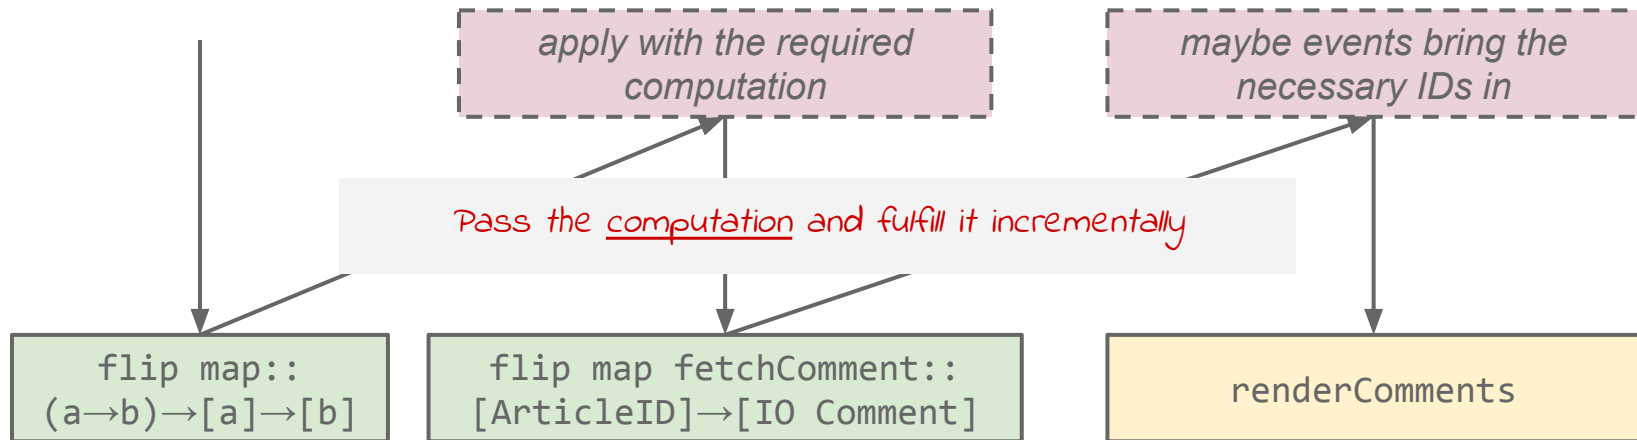 apply with the required
computation
maybe events bring the
necessary IDs in
Pass the computation and fulfill it incrementally
flip map::
(a→b)→[a]→[b]
flip map fetchComment::
[ArticleID]→[IO Comment]
renderComments